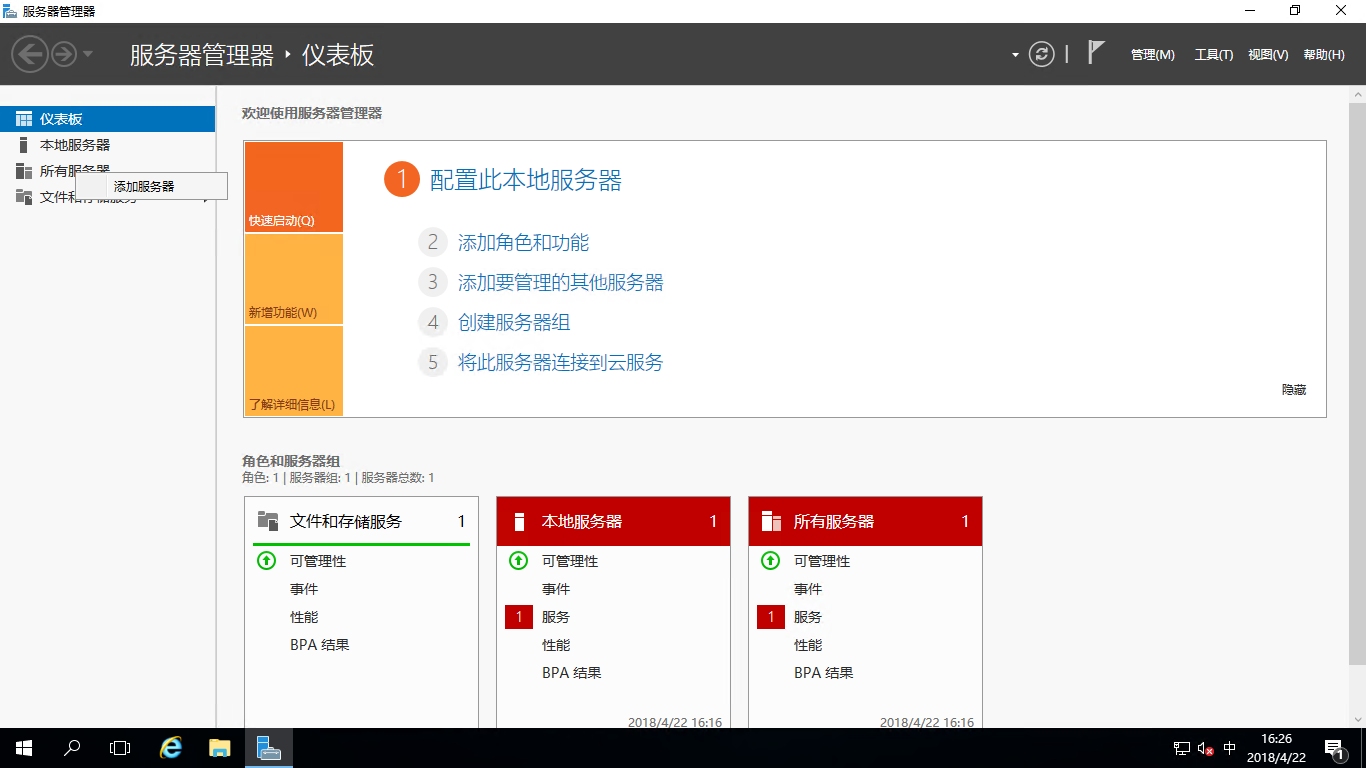 服务器管理器
服务器管理器 ‣ 仪表板
管理(M) 工具(T) 视图(V) 帮助(H)
仪表板
本地服务器
所有服务器
添加服务器
文件和存储服务
欢迎使用服务器管理器
快速启动(Q)
新增功能(W)
了解详细信息(L)
1 配置此本地服务器
2 添加角色和功能
3 添加要管理的其他服务器
4 创建服务器组
5 将此服务器连接到云服务
隐藏
角色和服务器组
角色: 1 | 服务器组: 1 | 服务器总数: 1
文件和存储服务 1
可管理性
事件
性能
BPA 结果
本地服务器 1
可管理性
事件
1 服务
性能
BPA 结果
2018/4/22 16:16
所有服务器 1
可管理性
事件
1 服务
性能
BPA 结果
2018/4/22 16:16
中
16:26
2018/4/22
1